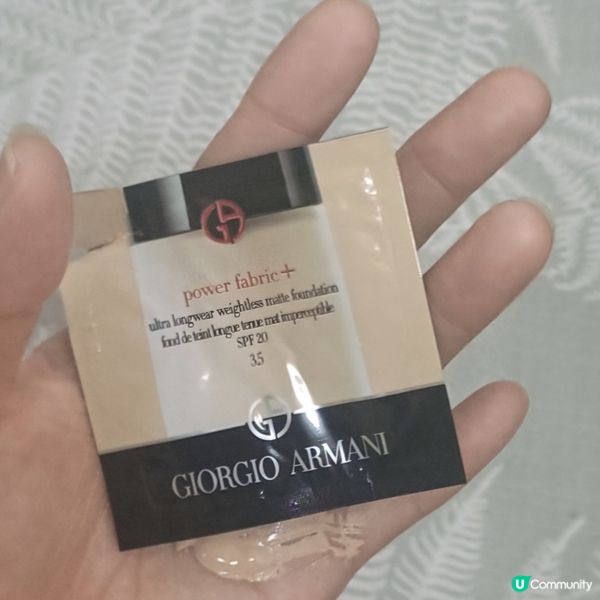 power fabric+
ultra longwear weightless matte foundation
fond de teint longue tenue mat imperceptible
SPF 20
3.5
GIORGIO ARMANI
U Community